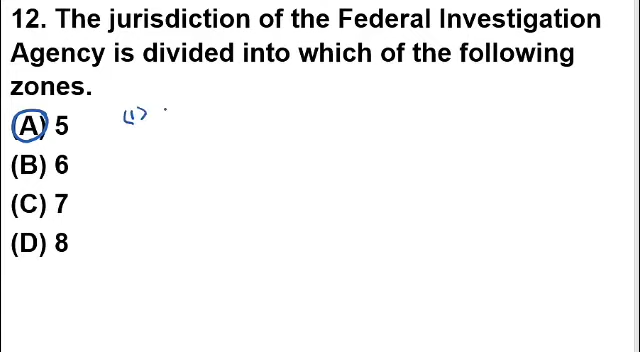 12. The jurisdiction of the Federal Investigation
Agency is divided into which of the following
zones.
(A) 5 (1)
(B) 6
(C) 7
(D) 8